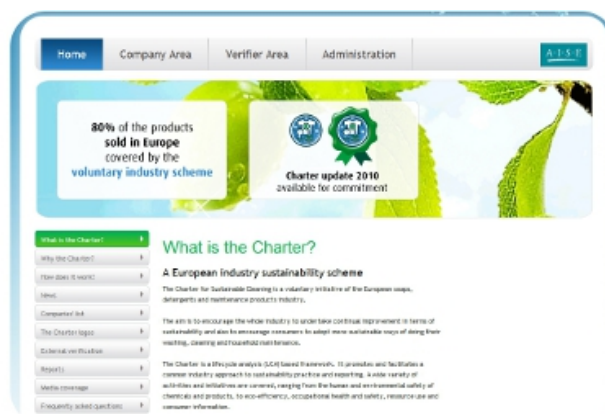 Home Company Area Verifier Area Administration
A·I·S·E
80% of the products
sold in Europe
covered by the
voluntary industry scheme
Charter update 2010
available for commitment
What is the Charter?
Why the Charter?
How does it work?
News
Companies' list
The Charter logos
External verification
Reports
Media coverage
Frequently asked questions
What is the Charter?
A European industry sustainability scheme
The Charter for Sustainable Cleaning is a voluntary initiative of the European soaps,
detergents and maintenance products industry.
The aim is to encourage the whole industry to undertake continual improvement in terms of
sustainability and also to encourage consumers to adopt more sustainable ways of doing their
washing, cleaning and household maintenance.
The Charter is a lifecycle analysis (LCA) based framework. It promotes and facilitates a
common industry approach to sustainability practice and reporting. A wide variety of
activities and initiatives are covered, ranging from the human and environmental safety of
chemicals and products, to eco-efficiency, occupational health and safety, resource use and
consumer information.